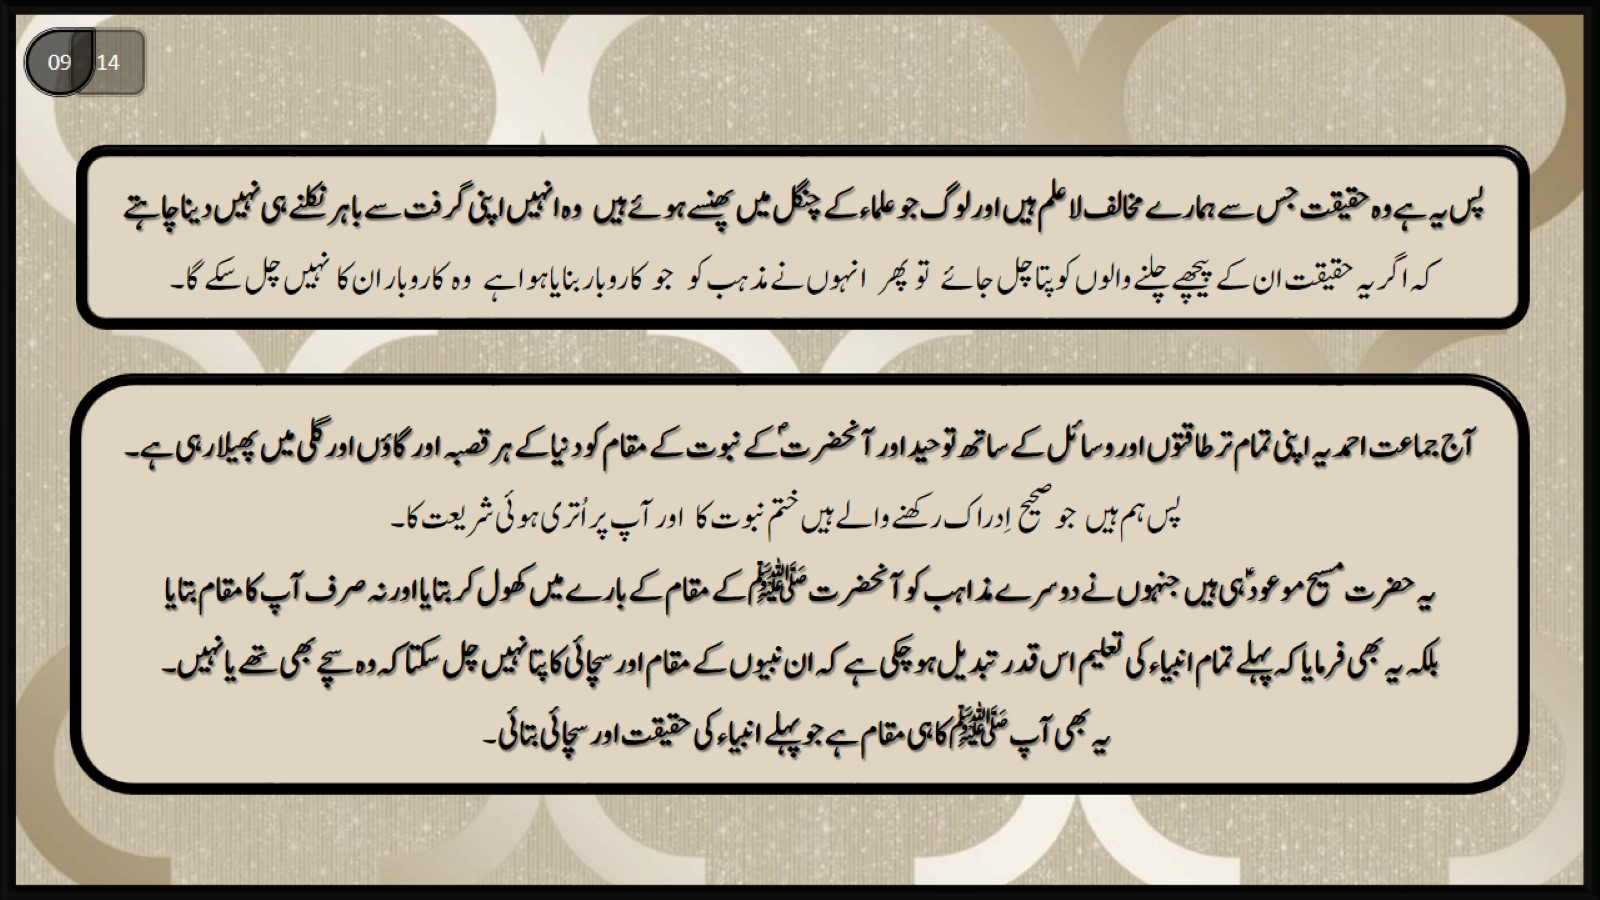 09 14
پس یہ ہے وہ حقیقت جس سے ہمارے مخالف لا علم ہیں اور لوگ جو علماء کے چنگل میں پھنسے ہوئے ہیں وہ انہیں اپنی گرفت سے باہر نکلنے ہی نہیں دینا چاہتے
کہ اگر یہ حقیقت ان کے پیچھے چلنے والوں کو پتا چل جائے تو پھر انہوں نے مذہب کو جو کاروبار بنایا ہوا ہے وہ کاروبار ان کا نہیں چل سکے گا۔
آج جماعت احمدیہ اپنی تمام تر طاقتوں اور وسائل کے ساتھ توحید اور آنحضرتؐ کے نبوت کے مقام کو دنیا کے ہر قصبہ اور گاؤں اور گلی میں پھیلا رہی ہے۔
پس ہم ہیں جو صحیح اِدراک رکھنے والے ہیں ختم نبوت کا اور آپ پر اُتری ہوئی شریعت کا۔
یہ حضرت مسیح موعودؑ ہی ہیں جنہوں نے دوسرے مذاہب کو آنحضرت ﷺ کے مقام کے بارے میں کھول کر بتایا اور نہ صرف آپ کا مقام بتایا
بلکہ یہ بھی فرمایا کہ پہلے تمام انبیاء کی تعلیم اس قدر تبدیل ہو چکی ہے کہ ان نبیوں کے مقام اور سچائی کا پتا نہیں چل سکتا کہ وہ سچے بھی تھے یا نہیں۔
یہ بھی آپ ﷺ کا ہی مقام ہے جو پہلے انبیاء کی حقیقت اور سچائی بتائی۔